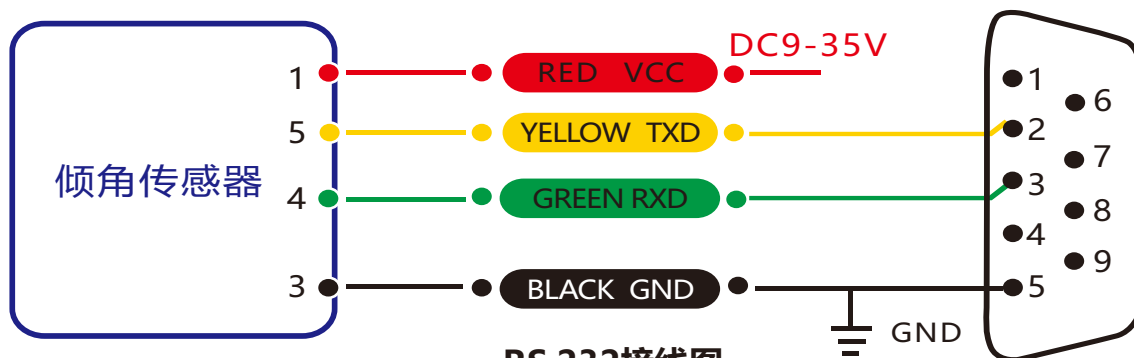 DC9-35V
1 RED VCC 1
6
5 YELLOW TXD 2
倾角传感器
7
4 GREEN RXD 3
8
4
9
3 BLACK GND 5
GND